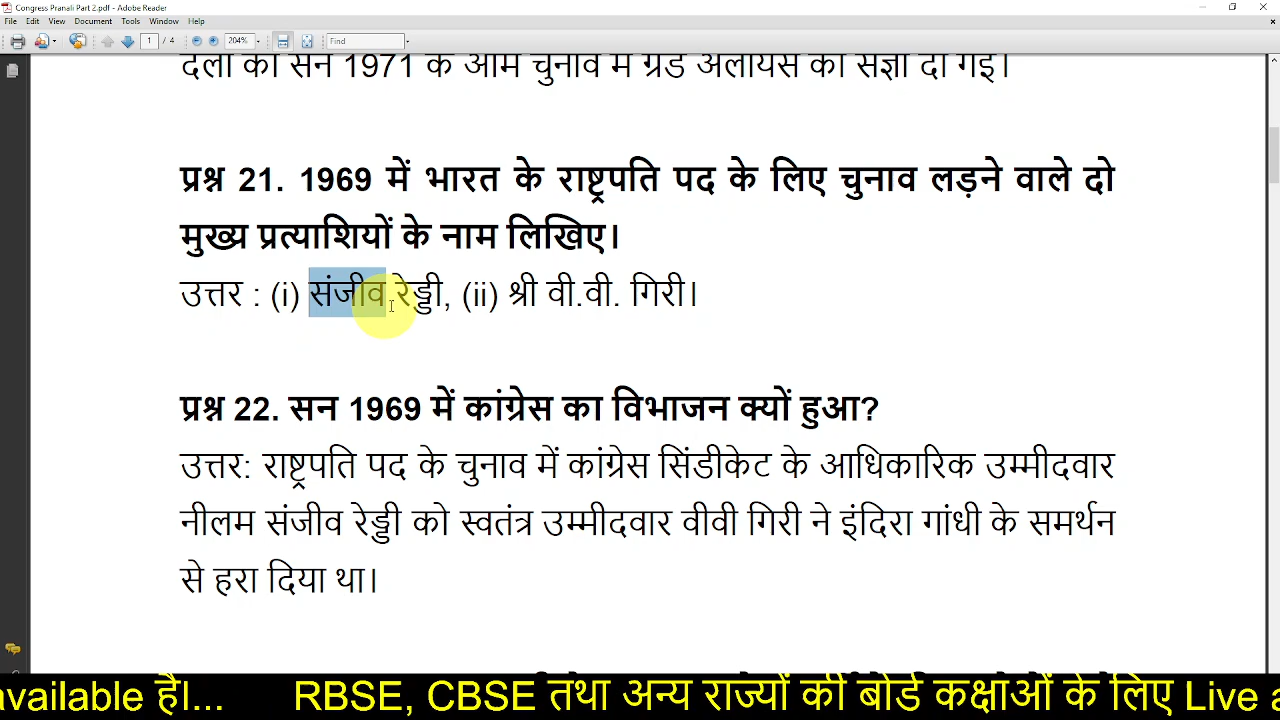 Congress Pranali Part 2.pdf - Adobe Reader
File Edit View Document Tools Window Help
1 / 4 204% Find
दलों को सन 1971 के आम चुनाव में ग्रैंड अलायंस की संज्ञा दी गई।
प्रश्न 21. 1969 में भारत के राष्ट्रपति पद के लिए चुनाव लड़ने वाले दो
मुख्य प्रत्याशियों के नाम लिखिए।
उत्तर : (i) संजीव रेड्डी, (ii) श्री वी.वी. गिरी।
प्रश्न 22. सन 1969 में कांग्रेस का विभाजन क्यों हुआ?
उत्तर: राष्ट्रपति पद के चुनाव में कांग्रेस सिंडीकेट के आधिकारिक उम्मीदवार
नीलम संजीव रेड्डी को स्वतंत्र उम्मीदवार वीवी गिरी ने इंदिरा गांधी के समर्थन
से हरा दिया था।
available है।... RBSE, CBSE तथा अन्य राज्यों की बोर्ड कक्षाओं के लिए Live